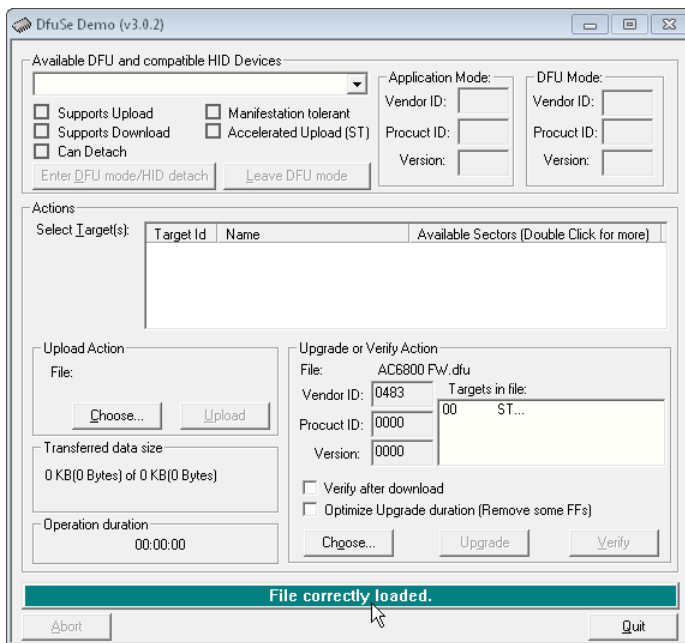 DfuSe Demo (v3.0.2)
Available DFU and compatible HID Devices
Supports Upload
Manifestation tolerant
Supports Download
Accelerated Upload (ST)
Can Detach
Enter DFU mode/HID detach
Leave DFU mode
Application Mode:
Vendor ID:
Procuct ID:
Version:
DFU Mode:
Vendor ID:
Procuct ID:
Version:
Actions
Select Target(s):
Target Id Name Available Sectors (Double Click for more)
Upload Action
File:
Choose... Upload
Transferred data size
0 KB(0 Bytes) of 0 KB(0 Bytes)
Operation duration
00:00:00
Upgrade or Verify Action
File: AC6800 FW.dfu
Vendor ID: 0483
Procuct ID: 0000
Version: 0000
Targets in file:
00 ST...
Verify after download
Optimize Upgrade duration (Remove some FFs)
Choose... Upgrade Verify
File correctly loaded.
Abort Quit